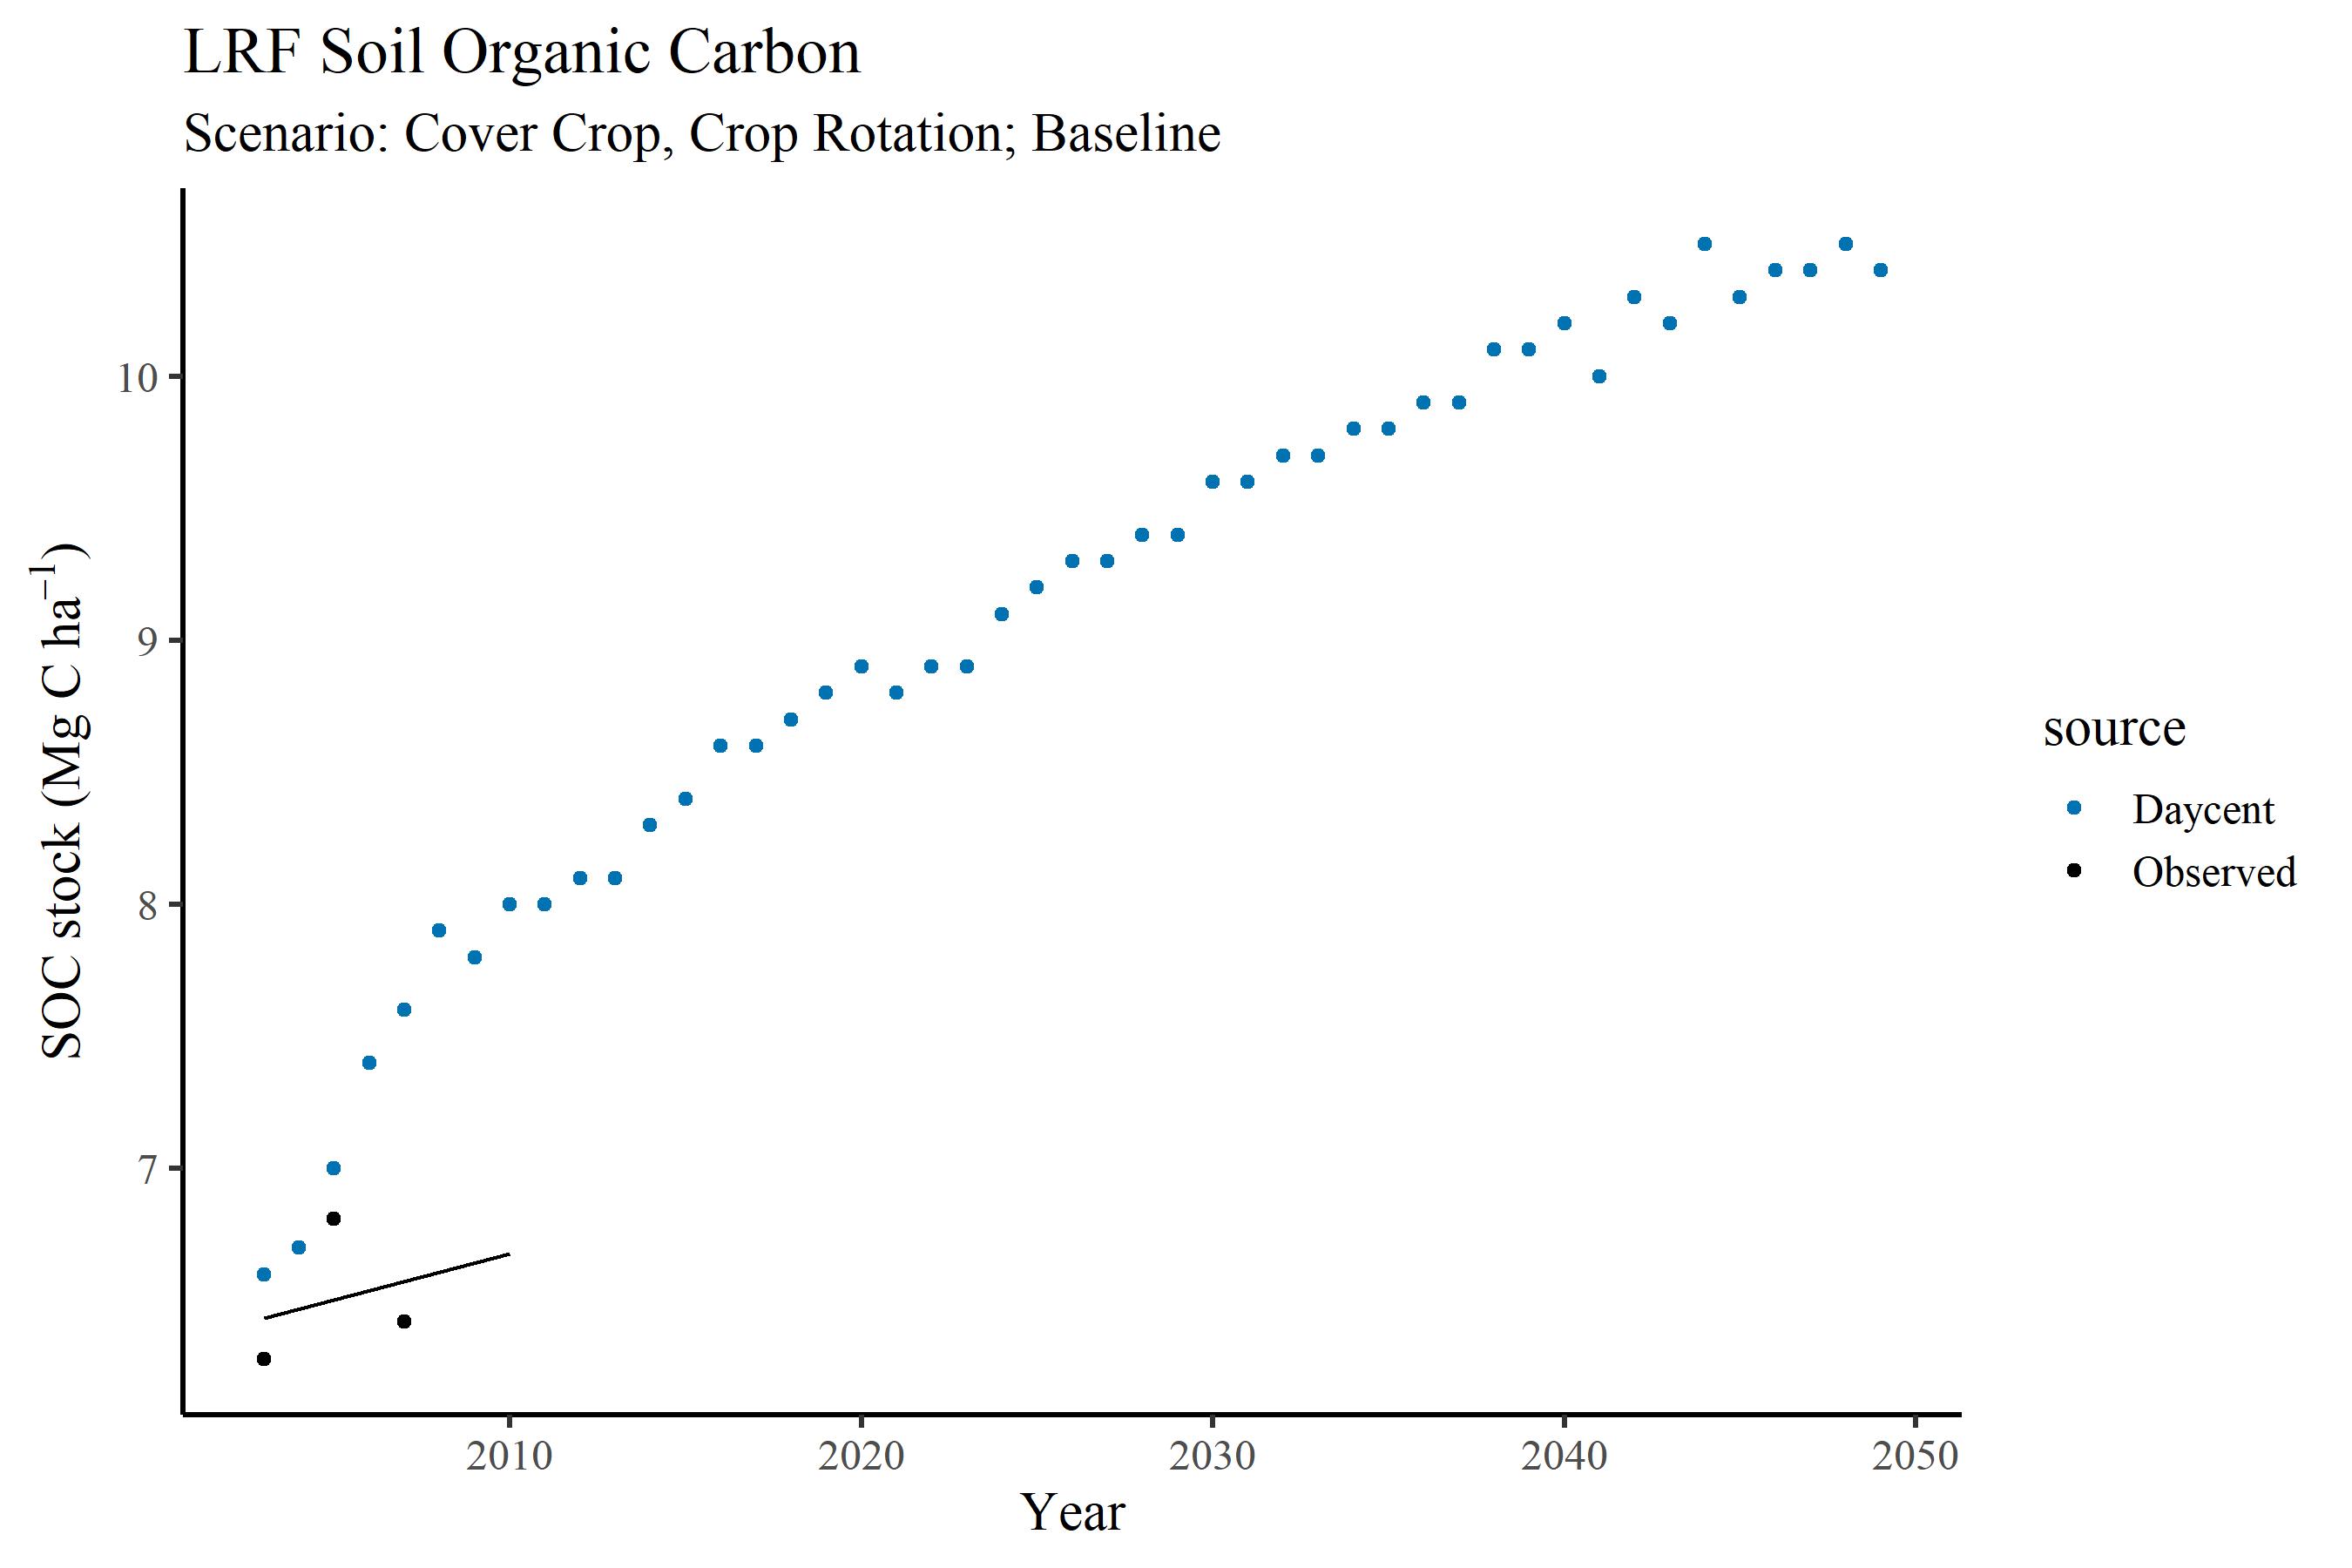 LRF Soil Organic Carbon
Scenario: Cover Crop, Crop Rotation; Baseline
SOC stock (Mg C ha⁻¹)
10
9
8
7
2010 2020 2030 2040 2050
Year
source
Daycent
Observed